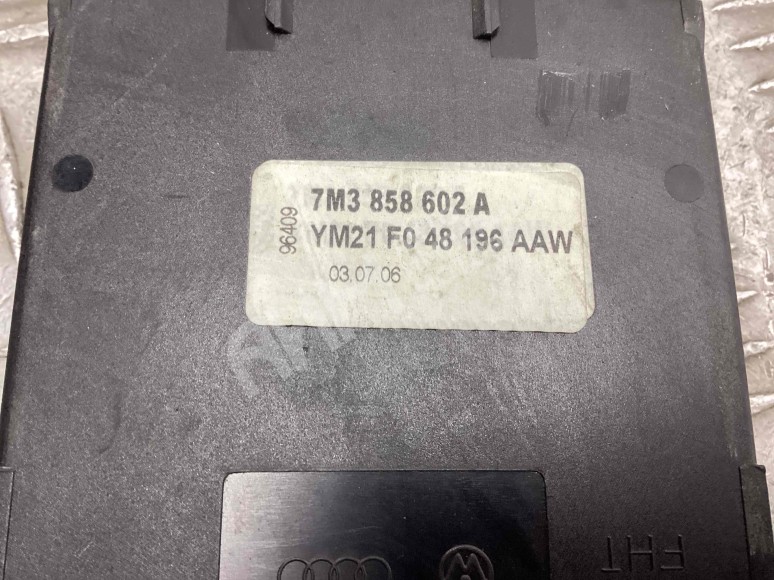 7M3 858 602 A
YM21 F0 48 196 AAW
03.07.06
96409
FHT